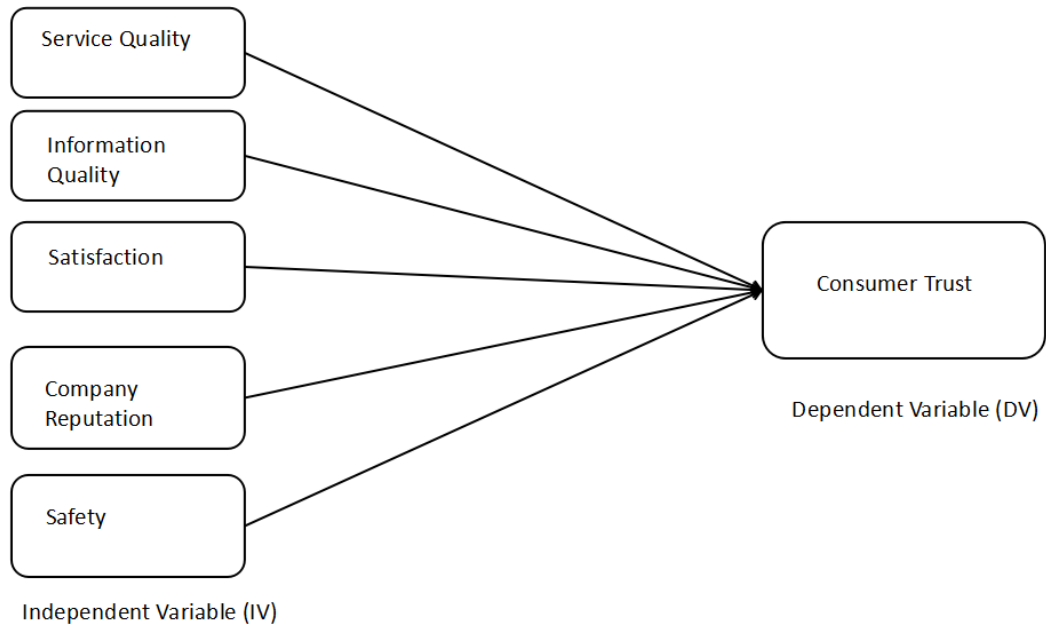 Service Quality
Information
Quality
Satisfaction
Company
Reputation
Safety
Independent Variable (IV)
Consumer Trust
Dependent Variable (DV)